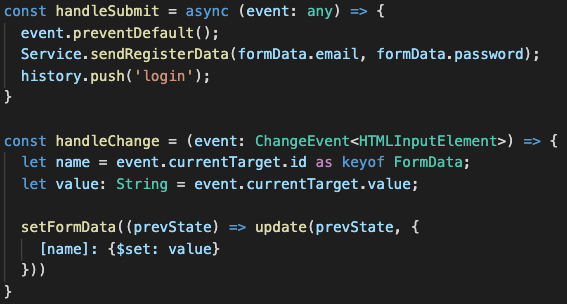 const handleSubmit = async (event: any) => {
  event.preventDefault();
  Service.sendRegisterData(formData.email, formData.password);
  history.push('login');
}

const handleChange = (event: ChangeEvent<HTMLInputElement>) => {
  let name = event.currentTarget.id as keyof FormData;
  let value: String = event.currentTarget.value;

  setFormData((prevState) => update(prevState, {
    [name]: {$set: value}
  }))
}